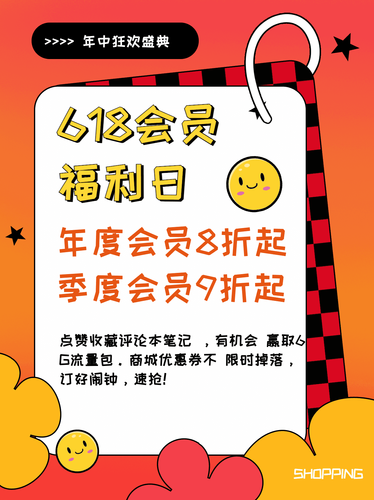 >>>> 年中狂欢盛典
618会员
福利日
年度会员8折起
季度会员9折起
点赞收藏评论本笔记 ，有机会 赢取6
G流量包．商城优惠券不 限时掉落，
订好闹钟，速抢!
SHOPPING